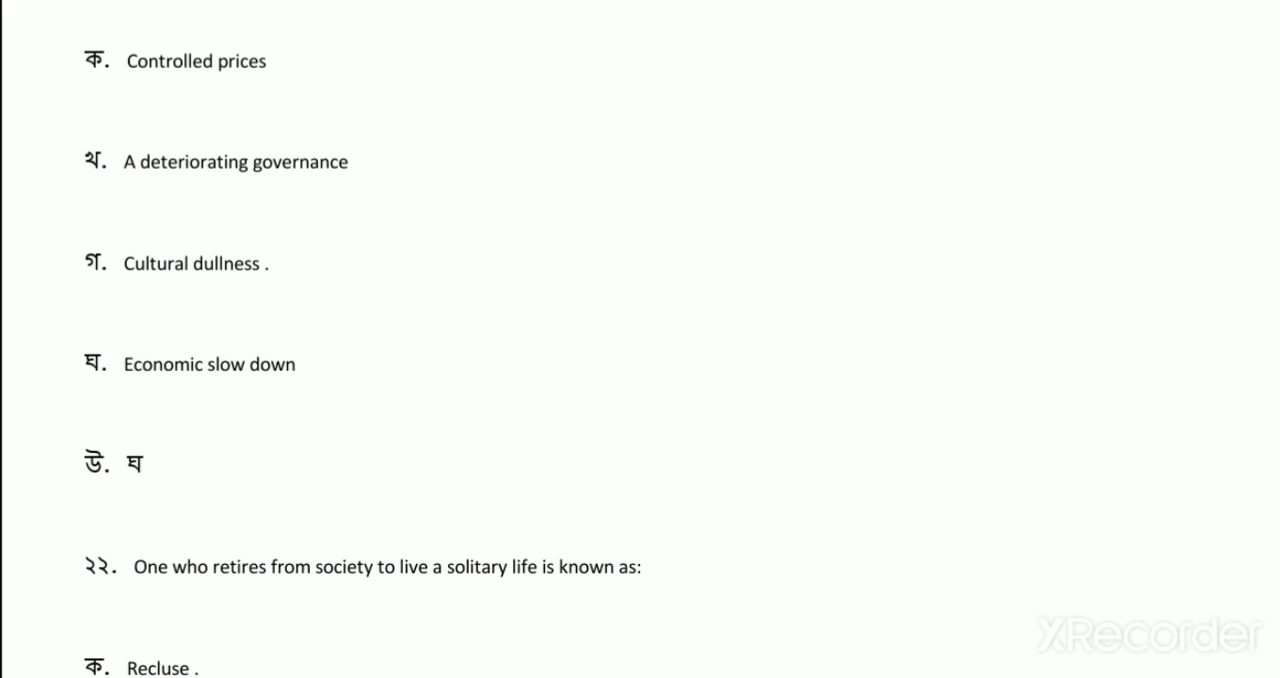 ক. Controlled prices
খ. A deteriorating governance
গ. Cultural dullness .
ঘ. Economic slow down
উ. ঘ
২২. One who retires from society to live a solitary life is known as:
XRecorder
ক. Recluse .